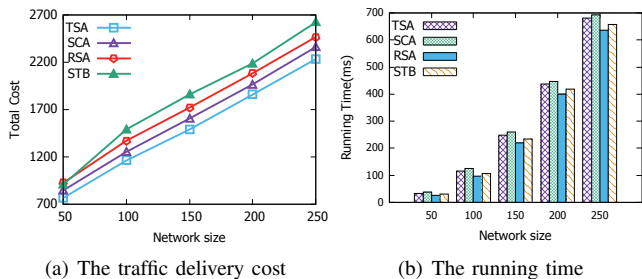 2700
2200
1700
1200
700
Total Cost
TSA
SCA
RSA
STB
50 100 150 200 250
Network size
(a) The traffic delivery cost
700
600
500
400
300
200
100
0
Running Time(ms)
TSA
SCA
RSA
STB
50 100 150 200 250
Network size
(b) The running time